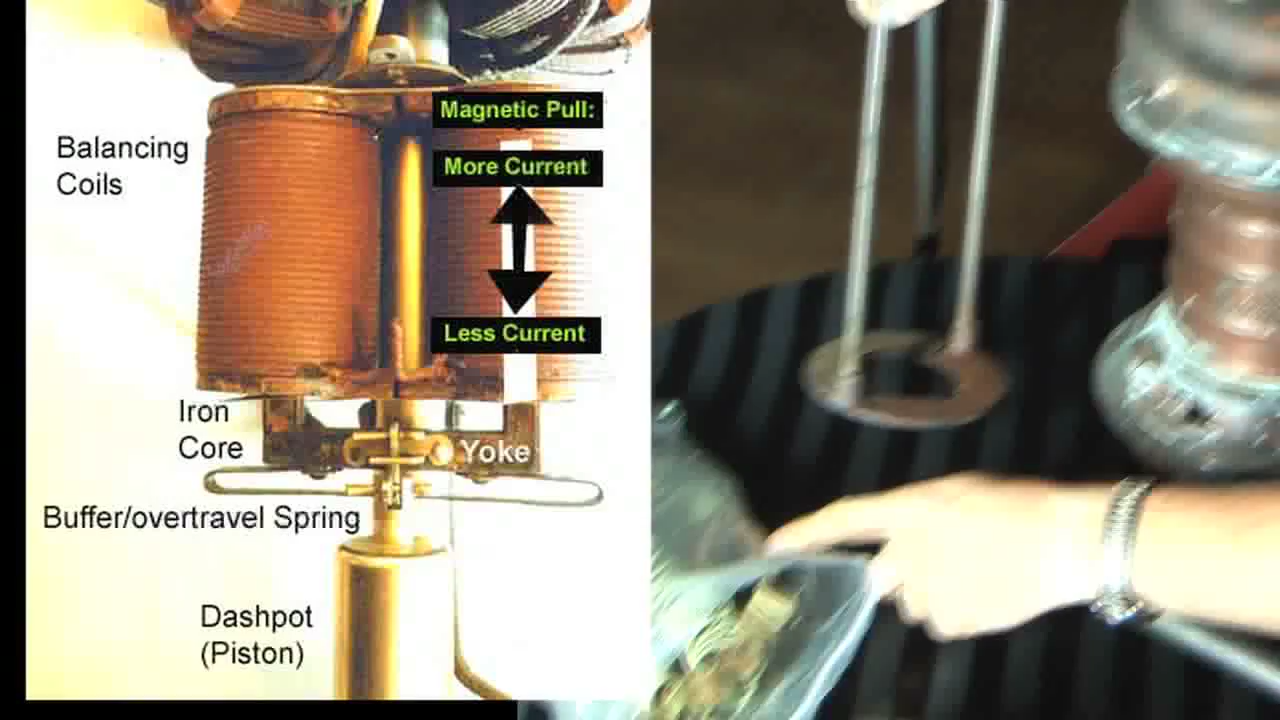 Magnetic Pull:
Balancing
Coils
More Current
Less Current
Iron
Core
Yoke
Buffer/overtravel Spring
Dashpot
(Piston)